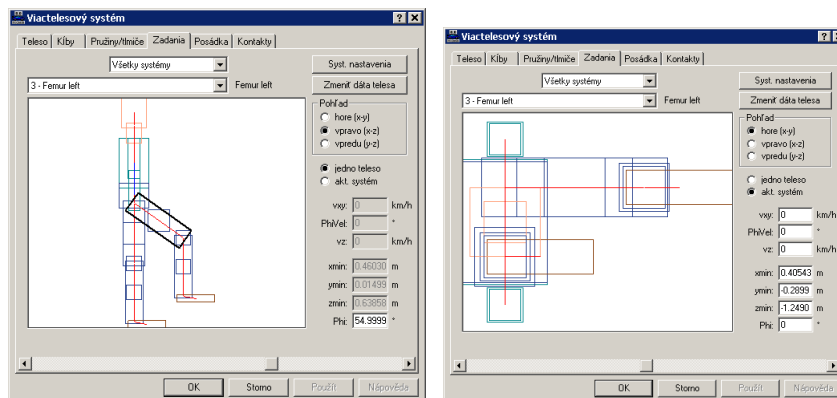 Viactelesový systém
Teleso Kĺby Pružiny/tlmiče Zadania Posádka Kontakty
Všetky systémy
Syst. nastavenia
3 - Femur left
Femur left
Zmeniť dáta telesa
Pohľad
hore (x-y)
vpravo (x-z)
vpredu (y-z)
jedno teleso
akt. systém
vxy: 0 km/h
PhiVel: 0 °
vz: 0 km/h
xmin: 0.46030 m
ymin: 0.01499 m
zmin: 0.63858 m
Phi: 54.9999 °
OK Storno Použít Nápověda
Viactelesový systém
Teleso Kĺby Pružiny/tlmiče Zadania Posádka Kontakty
Všetky systémy
Syst. nastavenia
3 - Femur left
Femur left
Zmeniť dáta telesa
Pohľad
hore (x-y)
vpravo (x-z)
vpredu (y-z)
jedno teleso
akt. systém
vxy: 0 km/h
PhiVel: 0 °
vz: 0 km/h
xmin: 0.40543 m
ymin: -0.2899 m
zmin: -1.2490 m
Phi: 0 °
OK Storno Použít Nápověda